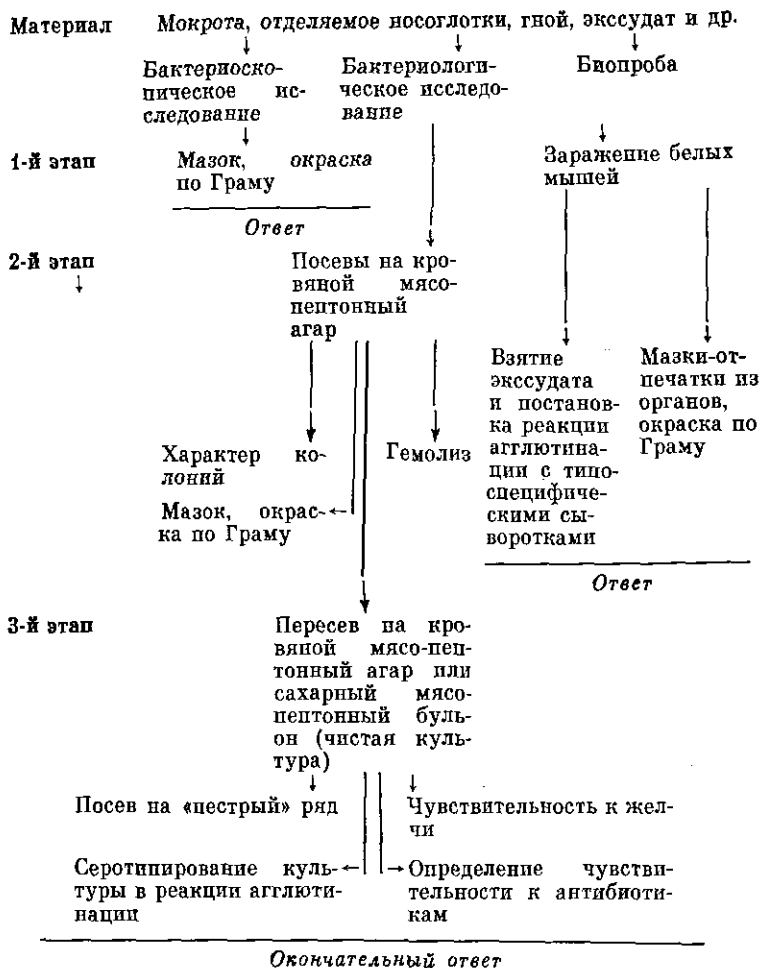 Материал Мокрота, отделяемое носоглотки, гной, экссудат и др.
Бактериоско-
пическое ис-
следование
Бактериологи-
ческое исследо-
вание
Биопроба
1-й этап
Мазок, окраска
по Граму
Ответ
Заражение белых
мышей
2-й этап
Посевы на кро-
вяной мясо-
пептонный
агар
Взятие
экссудата
и постанов-
ка реакции
агглютина-
ции с типо-
специфиче-
скими сы-
воротками
Мазки-от-
печатки из
органов,
окраска по
Граму
Характер ко-
лоний
Гемолиз
Мазок, окрас-
ка по Граму
Ответ
3-й этап
Пересев на кро-
вяной мясо-пеп-
тонный агар или
сахарный мясо-
пептонный буль-
он (чистая куль-
тура)
Посев на «пестрый» ряд
Чувствительность к жел-
чи
Серотипирование куль-
туры в реакции агглюти-
нации
Определение чувстви-
тельности к антибиоти-
кам
Окончательный ответ